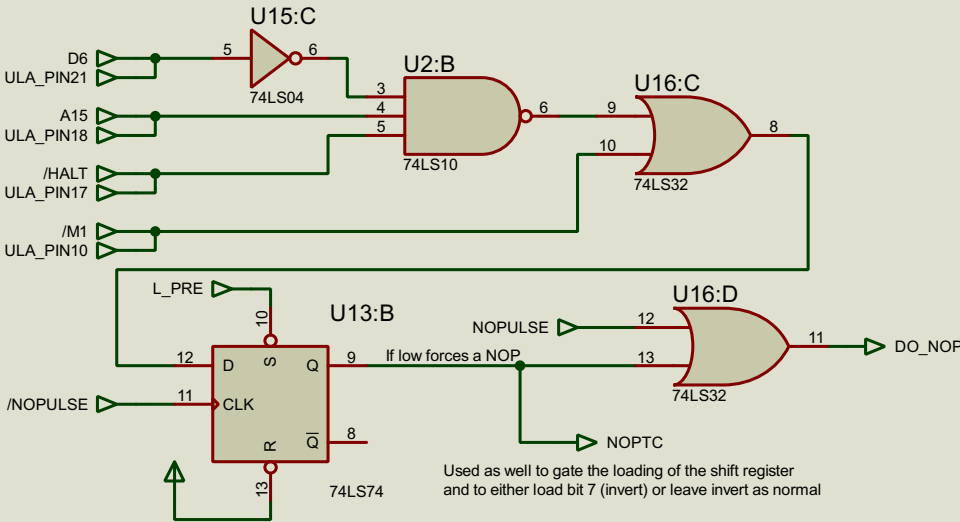 U15:C
D6
ULA_PIN21
5
6
74LS04
U2:B
A15
ULA_PIN18
3
4
5
6
74LS10
U16:C
9
10
8
74LS32
/HALT
ULA_PIN17
/M1
ULA_PIN10
L_PRE
10
U13:B
12
D
S
Q
9
If low forces a NOP
/NOPULSE
11
CLK
R
Q
8
13
74LS74
U16:D
NOPULSE
12
13
11
DO_NOP
74LS32
NOPTC
Used as well to gate the loading of the shift register
and to either load bit 7 (invert) or leave invert as normal